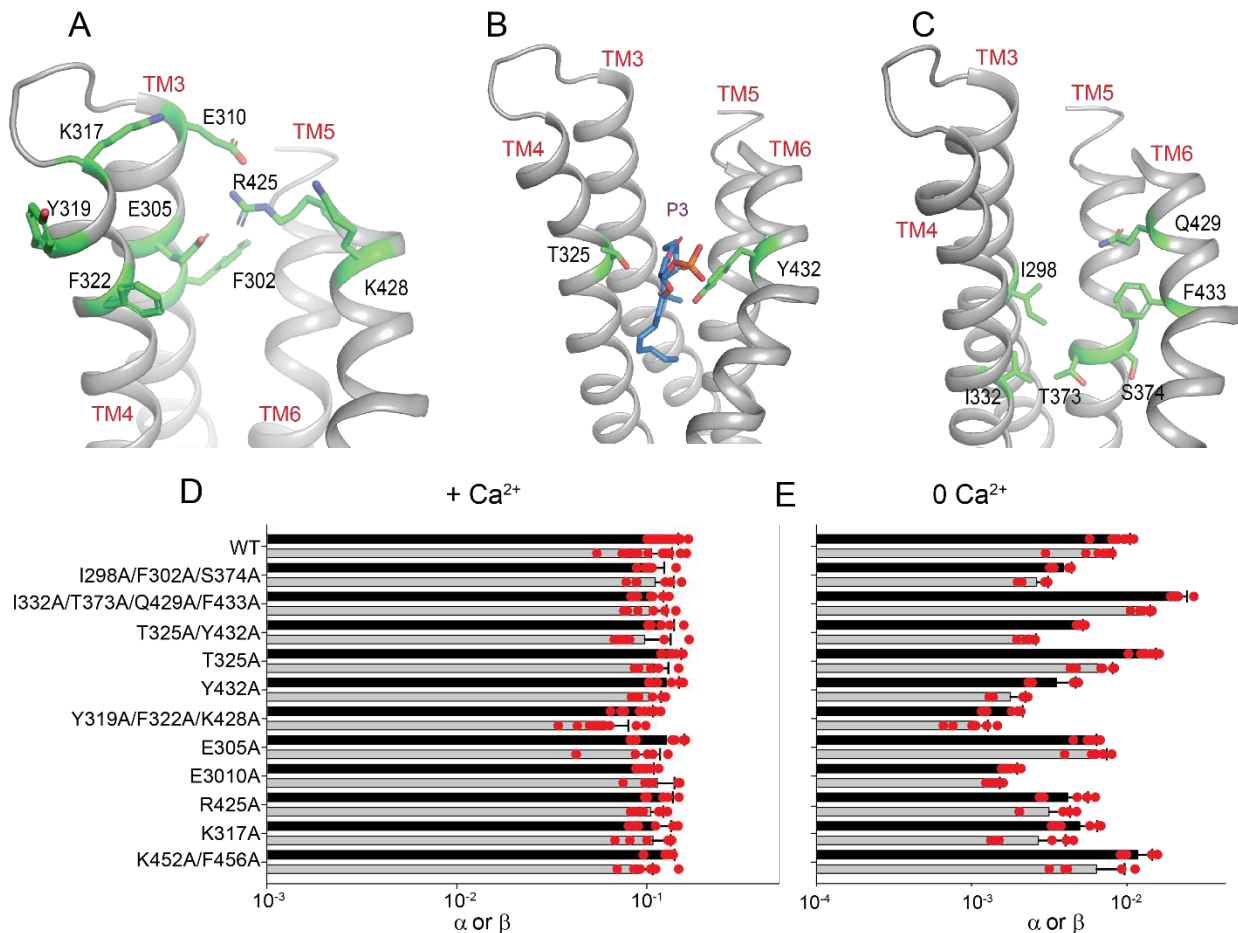 A
TM3
K317
E310
TM5
R425
Y319
E305
F322
F302
K428
TM4
TM6
B
TM3
TM5
TM4
TM6
P3
T325
Y432
C
TM3
TM5
TM6
TM4
Q429
I298
F433
I332
T373
S374
D
+ Ca²⁺
E
0 Ca²⁺
WT
I298A/F302A/S374A
I332A/T373A/Q429A/F433A
T325A/Y432A
T325A
Y432A
Y319A/F322A/K428A
E305A
E3010A
R425A
K317A
K452A/F456A
10⁻³
10⁻²
10⁻¹
α or β
10⁻⁴
10⁻³
10⁻²
α or β